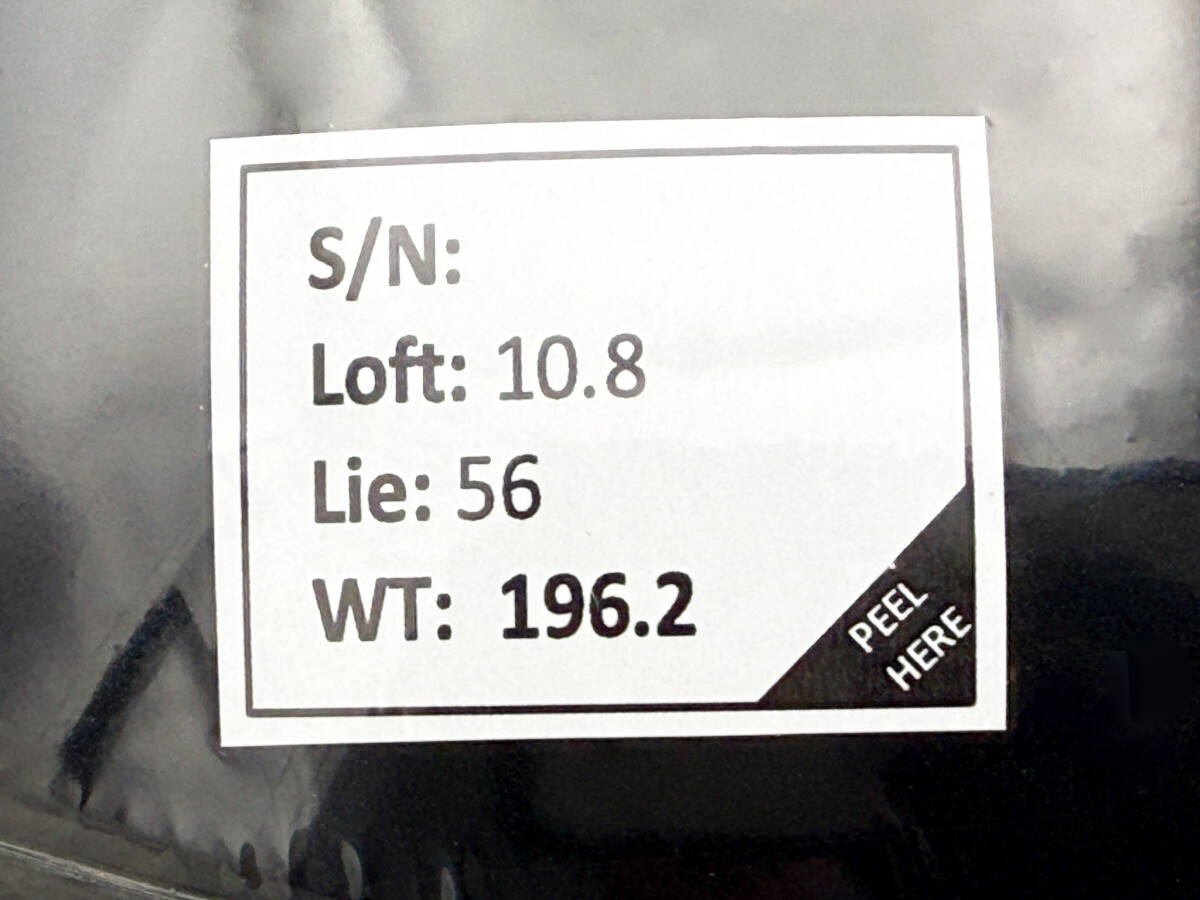 S/N:
Loft: 10.8
Lie: 56
WT: 196.2
PEEL
HERE